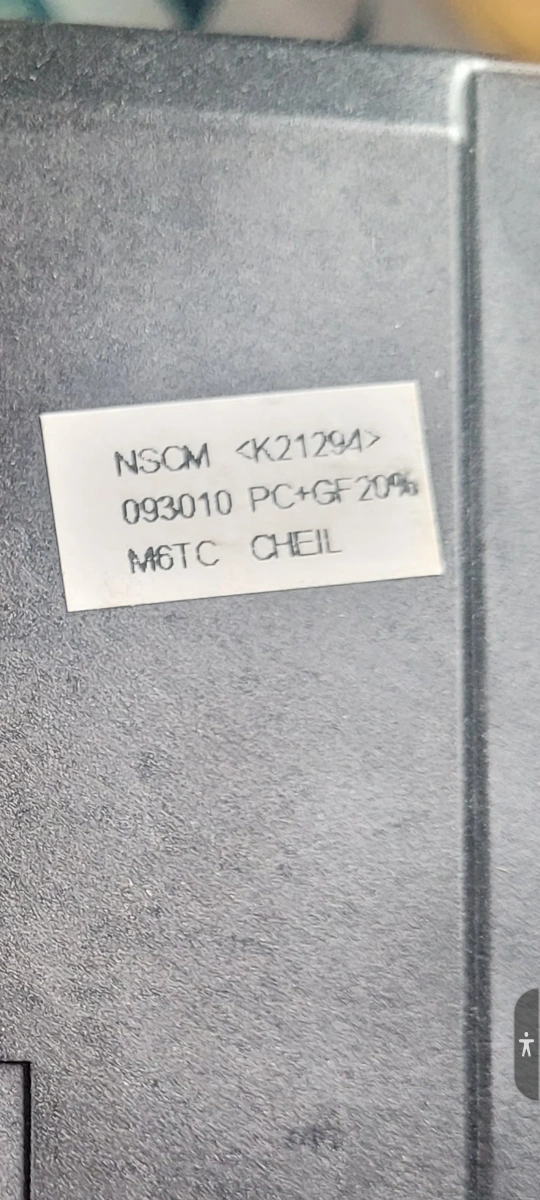 NSCM <K21294>
093010 PC+GF20%
M6TC CHEIL